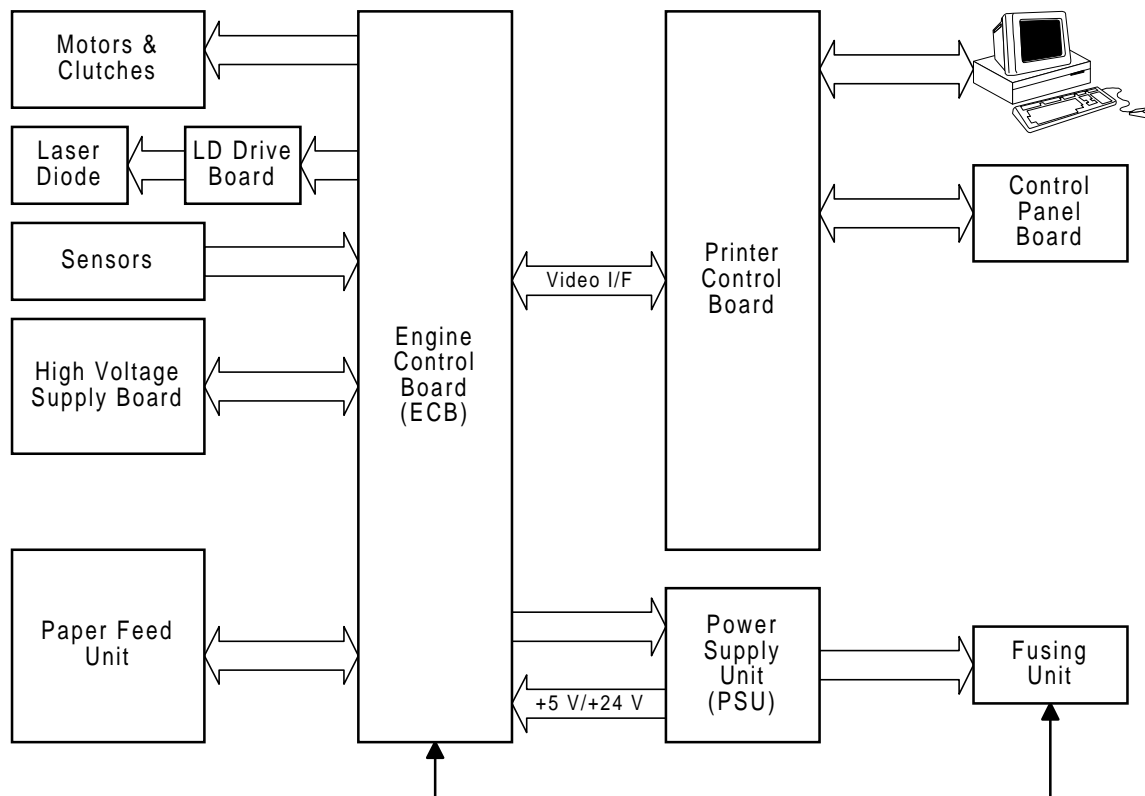 Motors &
Clutches
Laser
Diode
LD Drive
Board
Sensors
High Voltage
Supply Board
Paper Feed
Unit
Engine
Control
Board
(ECB)
Video I/F
+5 V/+24 V
Printer
Control
Board
Power
Supply
Unit
(PSU)
Control
Panel
Board
Fusing
Unit